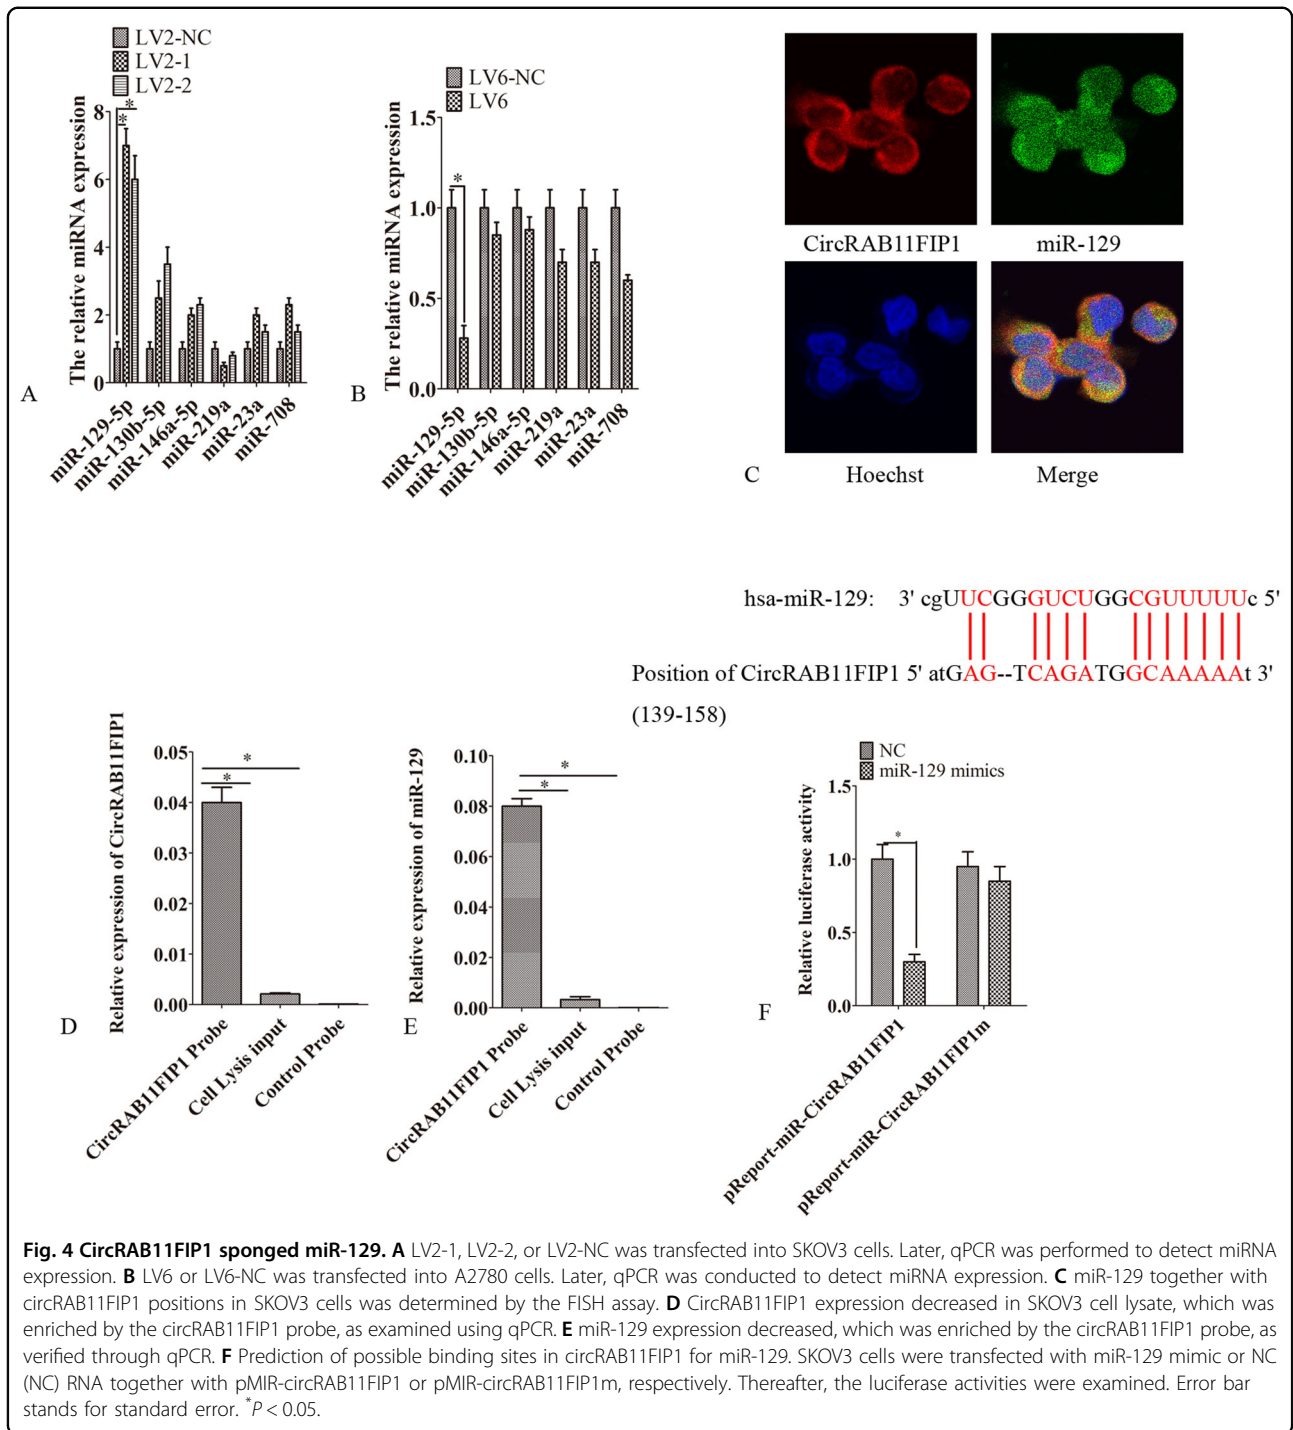 LV2-NC
LV2-1
LV2-2
The relative miRNA expression
8
6
4
2
0
*
*
miR-129-5p
miR-130b-5p
miR-146a-5p
miR-219a
miR-23a
miR-708
A
LV6-NC
LV6
The relative miRNA expression
1.5
1.0
0.5
0.0
*
miR-129-5p
miR-130b-5p
miR-146a-5p
miR-219a
miR-23a
miR-708
B
CircRAB11FIP1
miR-129
Hoechst
Merge
C
hsa-miR-129: 3' cgUUCGGGUCUGGCGUUUUUc 5'
Position of CircRAB11FIP1 5' atGAG--TCAGATGGCAAAAAt 3'
(139-158)
Relative expression of CircRAB11FIP1
0.05
0.04
0.03
0.02
0.01
0.00
*
*
CircRAB11FIP1 Probe
Cell Lysis input
Control Probe
D
Relative expression of miR-129
0.10
0.08
0.06
0.04
0.02
0.00
*
*
CircRAB11FIP1 Probe
Cell Lysis input
Control Probe
E
NC
miR-129 mimics
Relative luciferase activity
1.5
1.0
0.5
0.0
*
pReport-miR-CircRAB11FIP1
pReport-miR-CircRAB11FIP1m
F
Fig. 4 CircRAB11FIP1 sponged miR-129. A LV2-1, LV2-2, or LV2-NC was transfected into SKOV3 cells. Later, qPCR was performed to detect miRNA
expression. B LV6 or LV6-NC was transfected into A2780 cells. Later, qPCR was conducted to detect miRNA expression. C miR-129 together with
circRAB11FIP1 positions in SKOV3 cells was determined by the FISH assay. D CircRAB11FIP1 expression decreased in SKOV3 cell lysate, which was
enriched by the circRAB11FIP1 probe, as examined using qPCR. E miR-129 expression decreased, which was enriched by the circRAB11FIP1 probe, as
verified through qPCR. F Prediction of possible binding sites in circRAB11FIP1 for miR-129. SKOV3 cells were transfected with miR-129 mimic or NC
(NC) RNA together with pMIR-circRAB11FIP1 or pMIR-circRAB11FIP1m, respectively. Thereafter, the luciferase activities were examined. Error bar
stands for standard error. *P < 0.05.